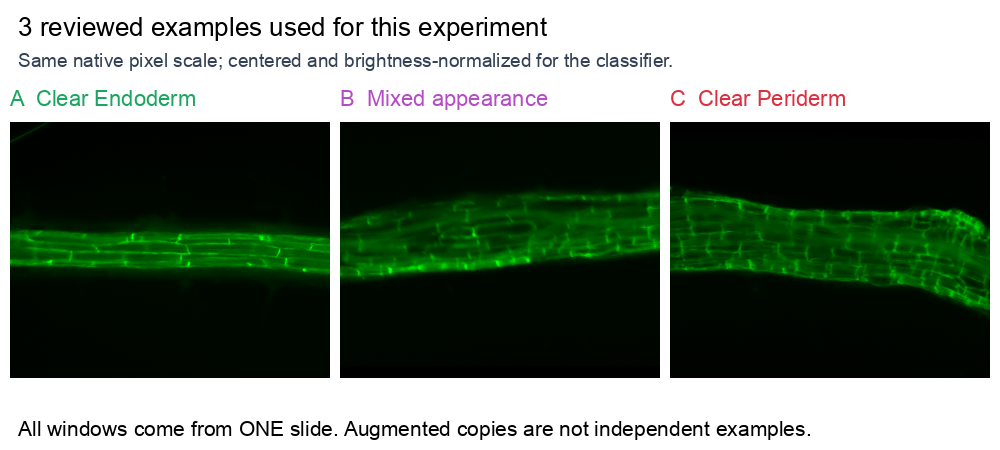 3 reviewed examples used for this experiment
Same native pixel scale; centered and brightness-normalized for the classifier.
A Clear Endoderm
B Mixed appearance
C Clear Periderm
All windows come from ONE slide. Augmented copies are not independent examples.